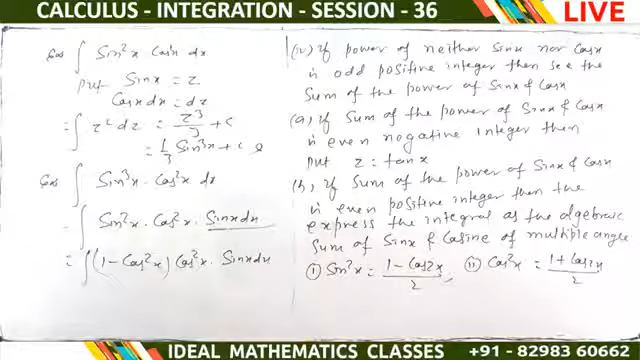 CALCULUS - INTEGRATION - SESSION - 36
LIVE
∫ Sin²x Cosx dx
Put Sinx = z
Cosx dx = dz
= ∫ z² dz = z³/3 + c
= 1/3 Sin³x + c
∫ Sin³x · Cos²x dx
∫ Sin²x · Cos²x · Sinx dx
= ∫ (1 - Cos²x) Cos²x · Sinx dx
(iv) If power of neither Sinx nor Cosx
is odd positive integer then see the
Sum of the power of Sinx & Cosx
(a) If Sum of the power of Sinx & Cosx
is even negative integer then
put z = tanx
(b) If Sum of the power of Sinx & Cosx
is even positive integer then the
express the integral as the algebraic
Sum of Sinx & Cosine of multiple angle
(i) Sin²x = (1 - Cos2x)/2 (ii) Cos²x = (1 + Cos2x)/2
IDEAL MATHEMATICS CLASSES
+91 - 82983 60662